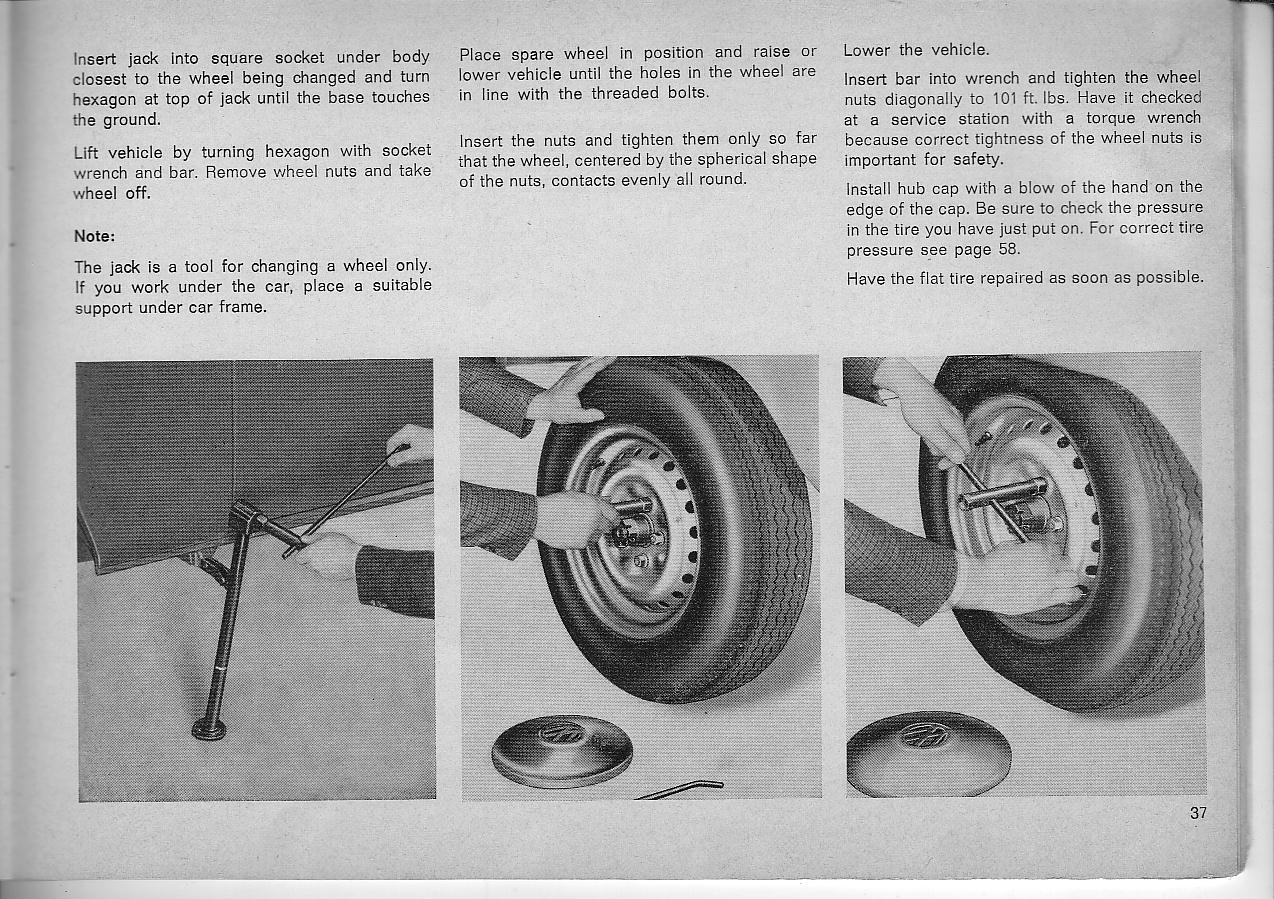 Insert jack into square socket under body
closest to the wheel being changed and turn
hexagon at top of jack until the base touches
the ground.
Lift vehicle by turning hexagon with socket
wrench and bar. Remove wheel nuts and take
wheel off.
Note:
The jack is a tool for changing a wheel only.
If you work under the car, place a suitable
support under car frame.
Place spare wheel in position and raise or
lower vehicle until the holes in the wheel are
in line with the threaded bolts.
Insert the nuts and tighten them only so far
that the wheel, centered by the spherical shape
of the nuts, contacts evenly all round.
Lower the vehicle.
Insert bar into wrench and tighten the wheel
nuts diagonally to 101 ft. lbs. Have it checked
at a service station with a torque wrench
because correct tightness of the wheel nuts is
important for safety.
Install hub cap with a blow of the hand on the
edge of the cap. Be sure to check the pressure
in the tire you have just put on. For correct tire
pressure see page 58.
Have the flat tire repaired as soon as possible.
37